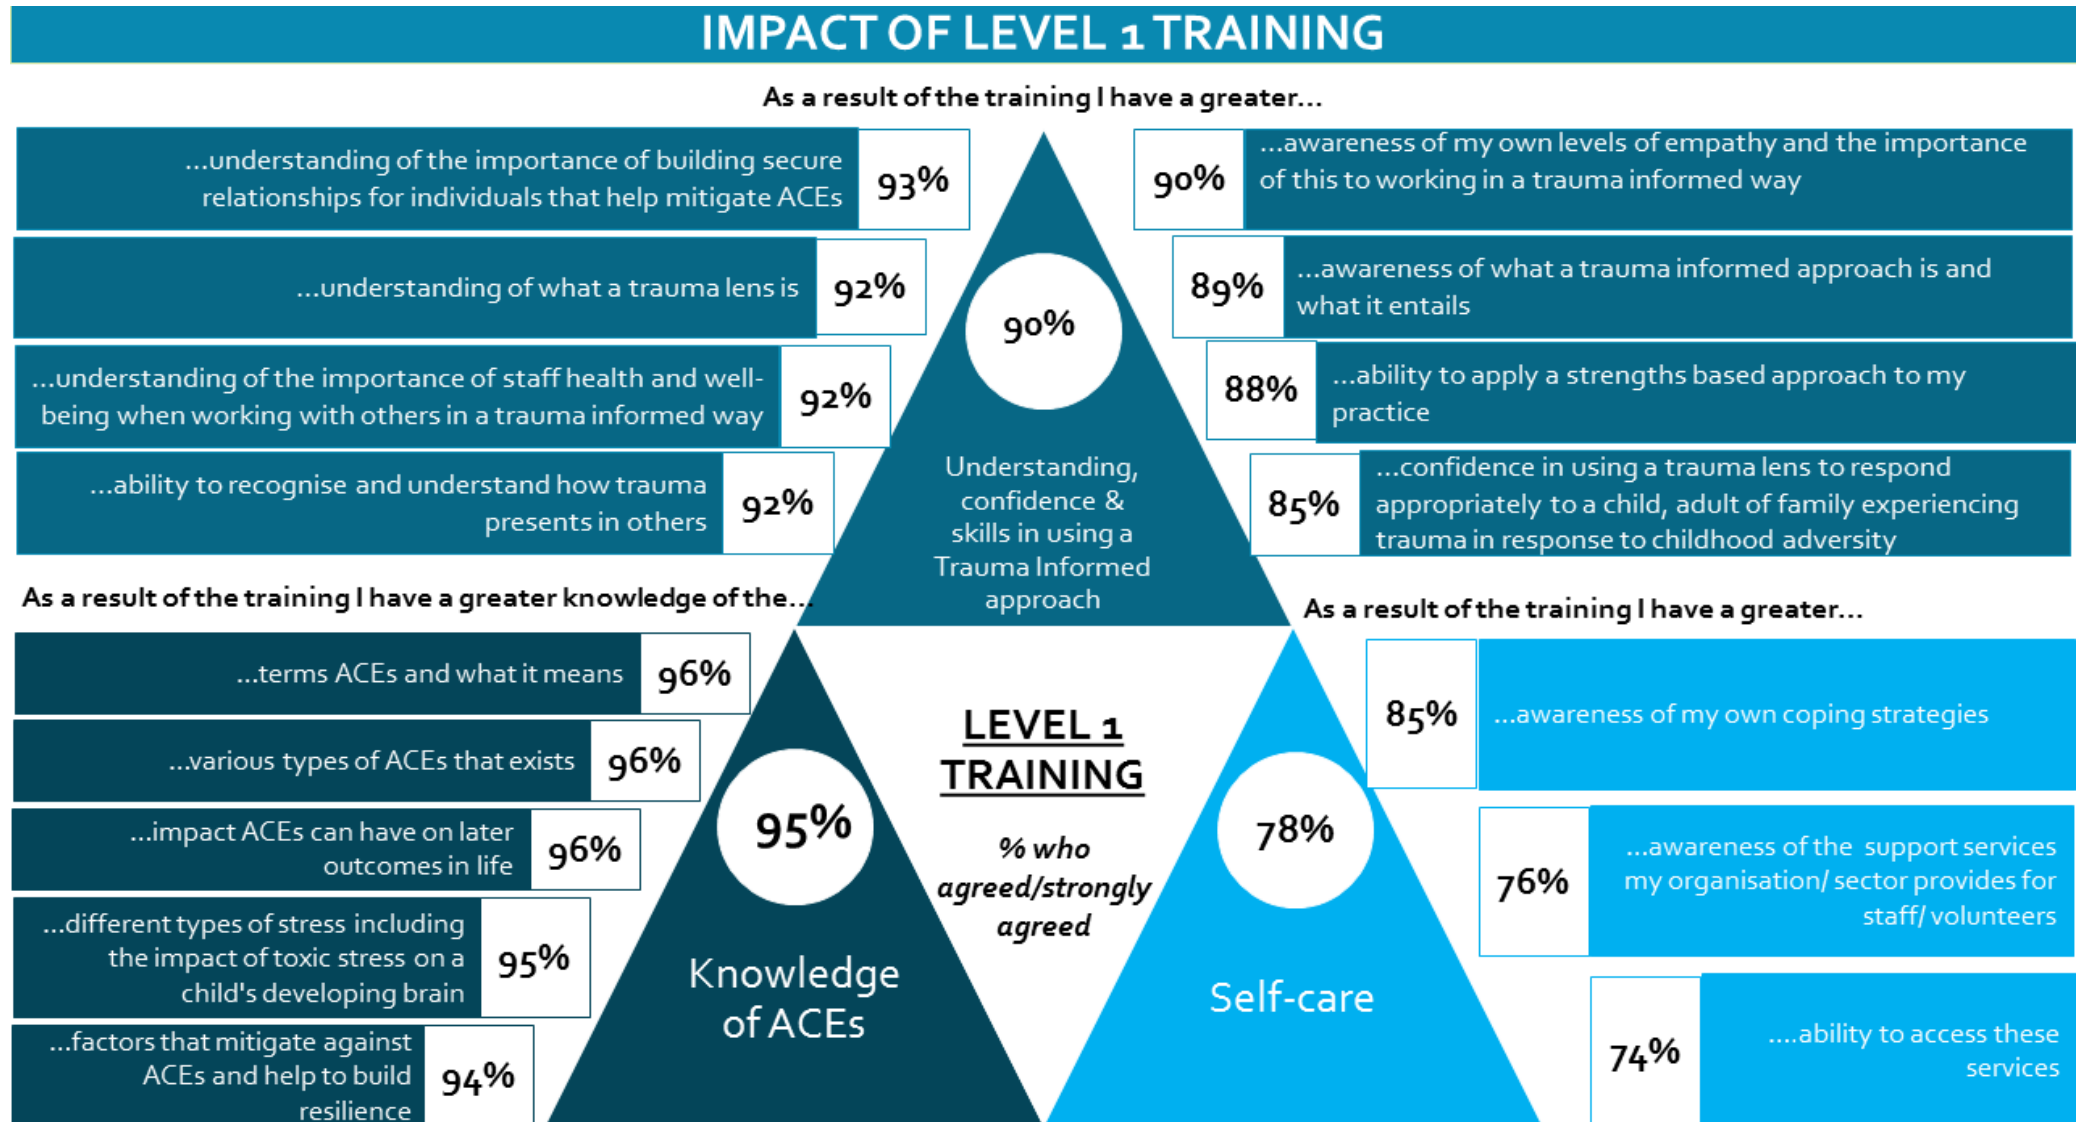 IMPACT OF LEVEL 1 TRAINING
As a result of the training I have a greater...
...understanding of the importance of building secure
relationships for individuals that help mitigate ACEs
93%
...understanding of what a trauma lens is
92%
...understanding of the importance of staff health and well-
being when working with others in a trauma informed way
92%
...ability to recognise and understand how trauma
presents in others
92%
90%
...awareness of my own levels of empathy and the importance
of this to working in a trauma informed way
89%
...awareness of what a trauma informed approach is and
what it entails
88%
...ability to apply a strengths based approach to my
practice
85%
...confidence in using a trauma lens to respond
appropriately to a child, adult of family experiencing
trauma in response to childhood adversity
90%
Understanding,
confidence &
skills in using a
Trauma Informed
approach
As a result of the training I have a greater knowledge of the...
...terms ACEs and what it means
96%
...various types of ACEs that exists
96%
...impact ACEs can have on later
outcomes in life
96%
...different types of stress including
the impact of toxic stress on a
child's developing brain
95%
...factors that mitigate against
ACEs and help to build
resilience
94%
95%
Knowledge
of ACEs
LEVEL 1
TRAINING
% who
agreed/strongly
agreed
78%
Self-care
As a result of the training I have a greater...
85%
...awareness of my own coping strategies
76%
...awareness of the support services
my organisation/ sector provides for
staff/ volunteers
74%
....ability to access these
services